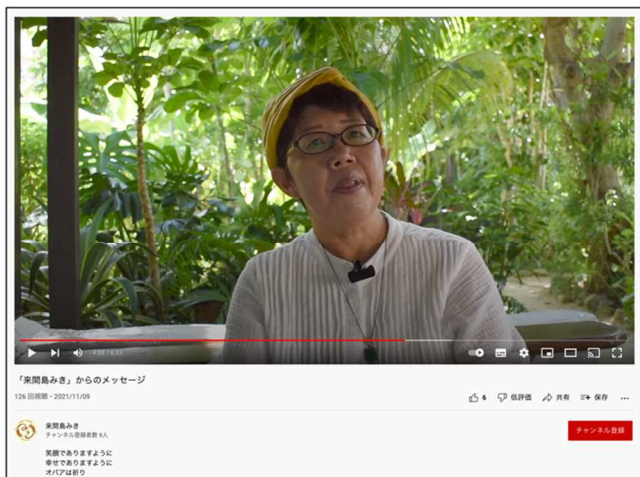 4:08 / 6:33
「来間島みき」からのメッセージ
126 回視聴・2021/11/09
6 低評価 共有 保存
来間島みき
チャンネル登録者数 9人
チャンネル登録
笑顔でありますように
幸せでありますように
オバアは祈り